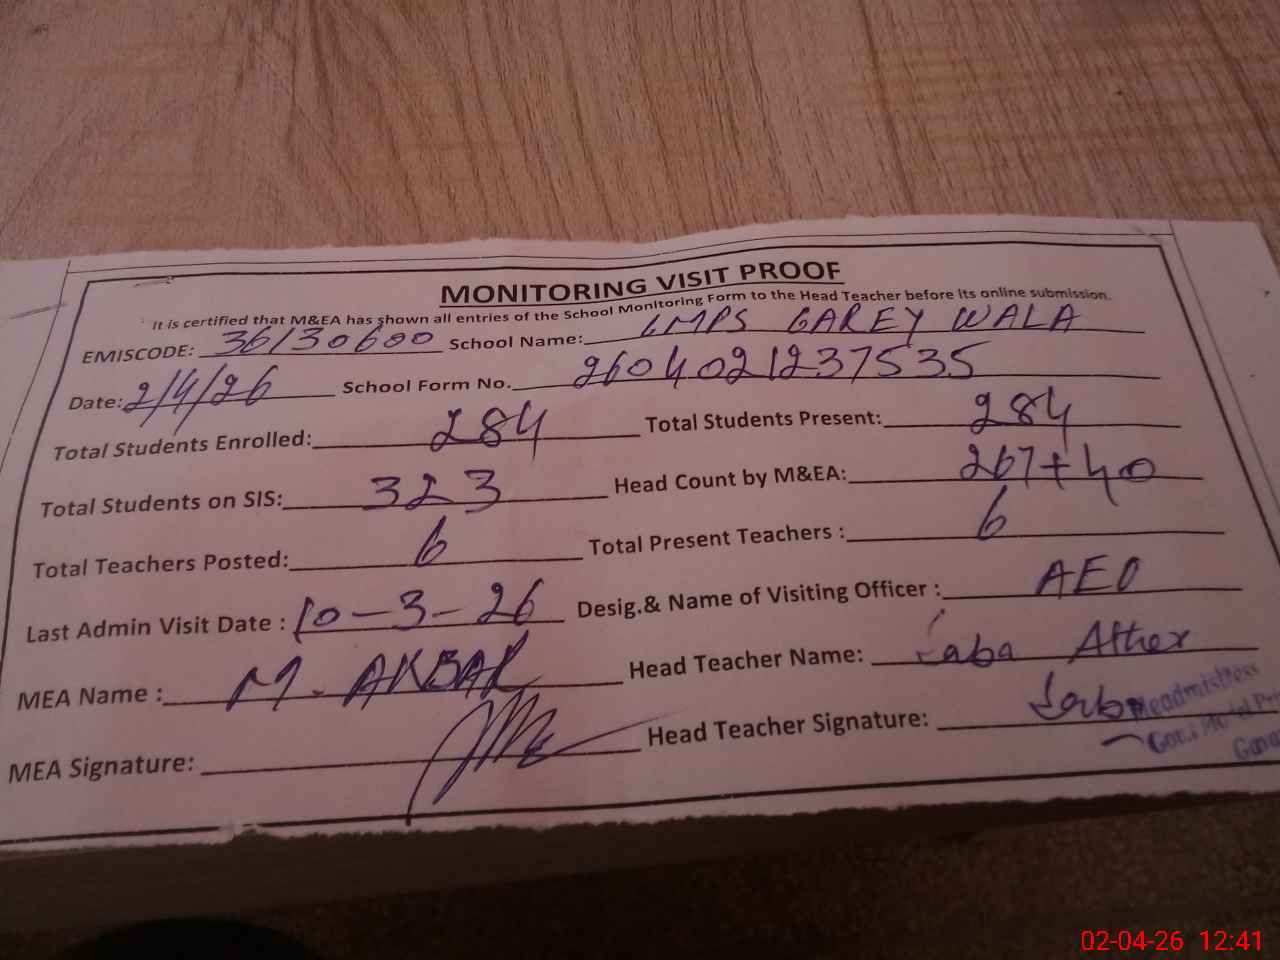 MONITORING VISIT PROOF
It is certified that M&EA has shown all entries of the School Monitoring Form to the Head Teacher before its online submission.
EMISCODE: 36130600 School Name: GMPS GAREY WALA
Date: 2/4/26 School Form No. 2604021237535
Total Students Enrolled: 284 Total Students Present: 284
Total Students on SIS: 323 Head Count by M&EA: 267+40
Total Teachers Posted: 6 Total Present Teachers : 6
Last Admin Visit Date : 10-3-26 Desig.& Name of Visiting Officer : AEO
MEA Name : M. AKBAR Head Teacher Name: Saba Ather
MEA Signature: Head Teacher Signature: Saba
Headmistress
02-04-26 12:41